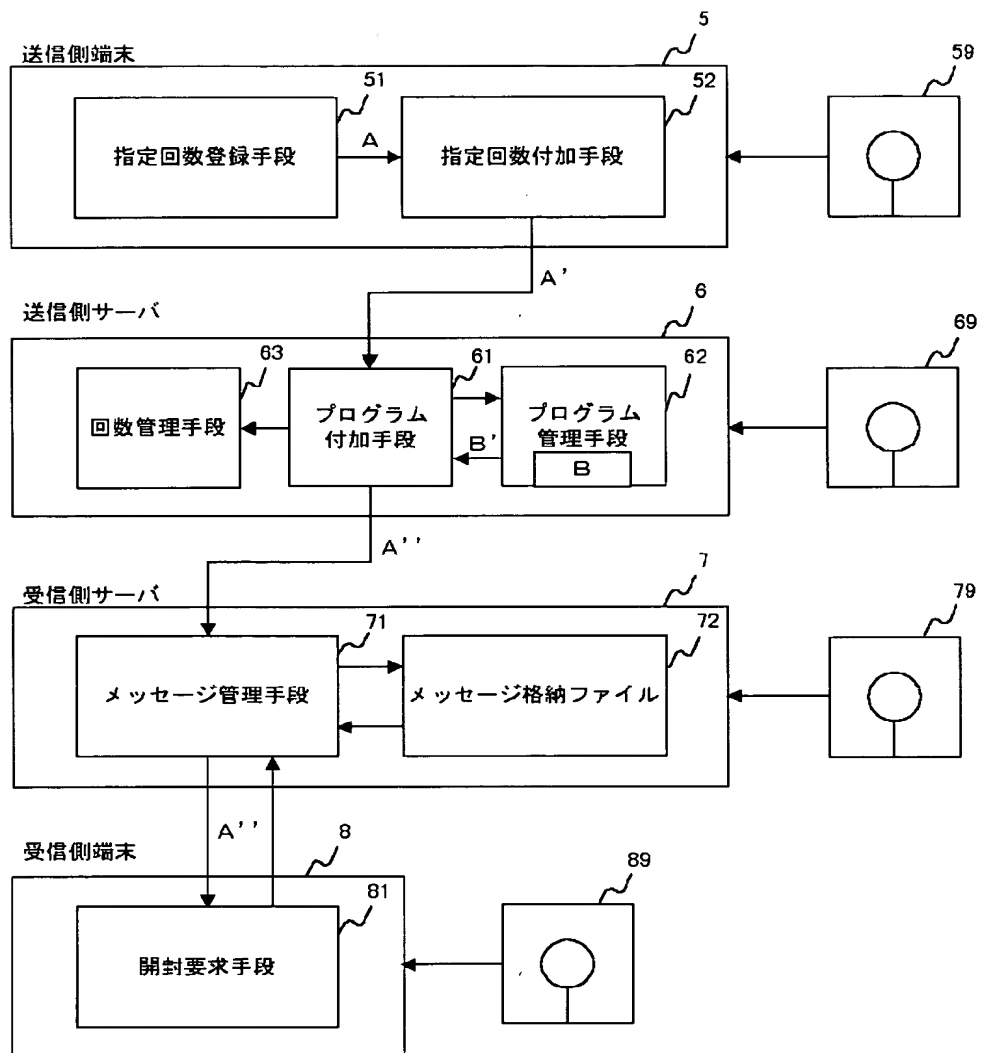 5
送信側端末
59
51
52
指定回数登録手段
A
指定回数付加手段
A'
送信側サーバ
6
69
63
61
62
回数管理手段
プログラム
付加手段
プログラム
管理手段
B'
B
A''
受信側サーバ
7
79
71
72
メッセージ管理手段
メッセージ格納ファイル
A''
受信側端末
8
89
81
開封要求手段